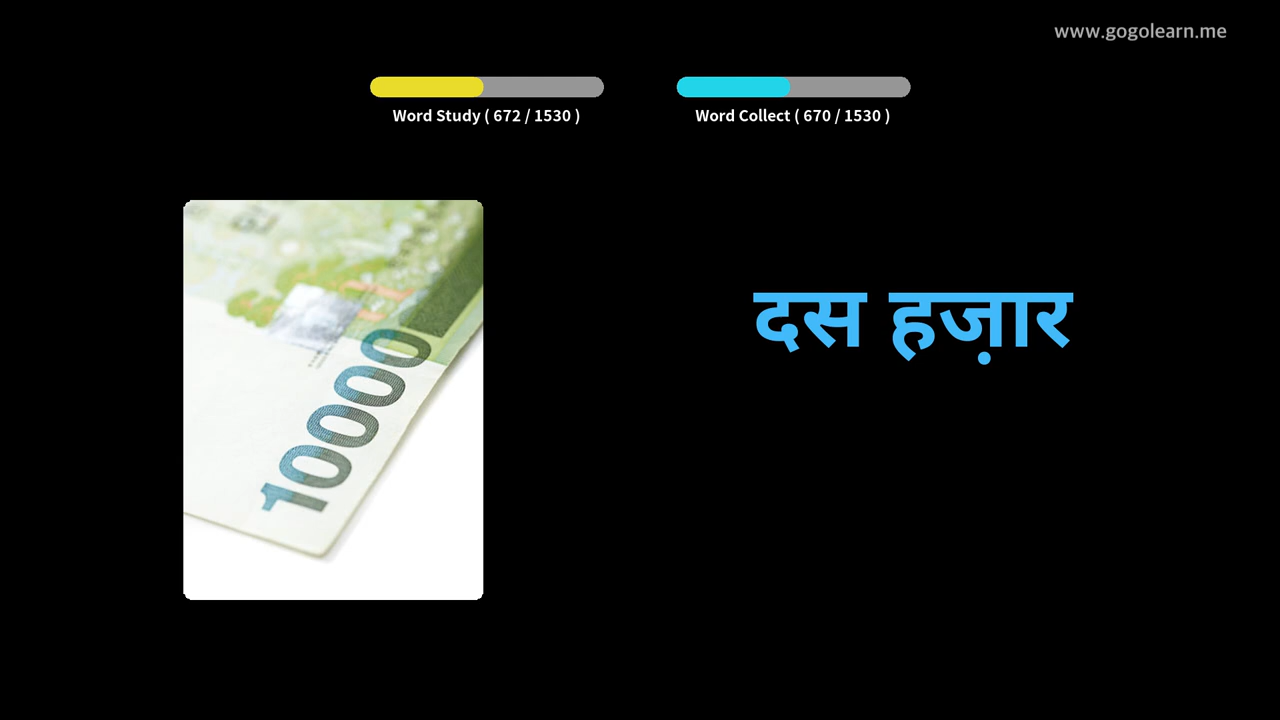 www.gogolearn.me
Word Study ( 672 / 1530 )
Word Collect ( 670 / 1530 )
10000
दस हज़ार